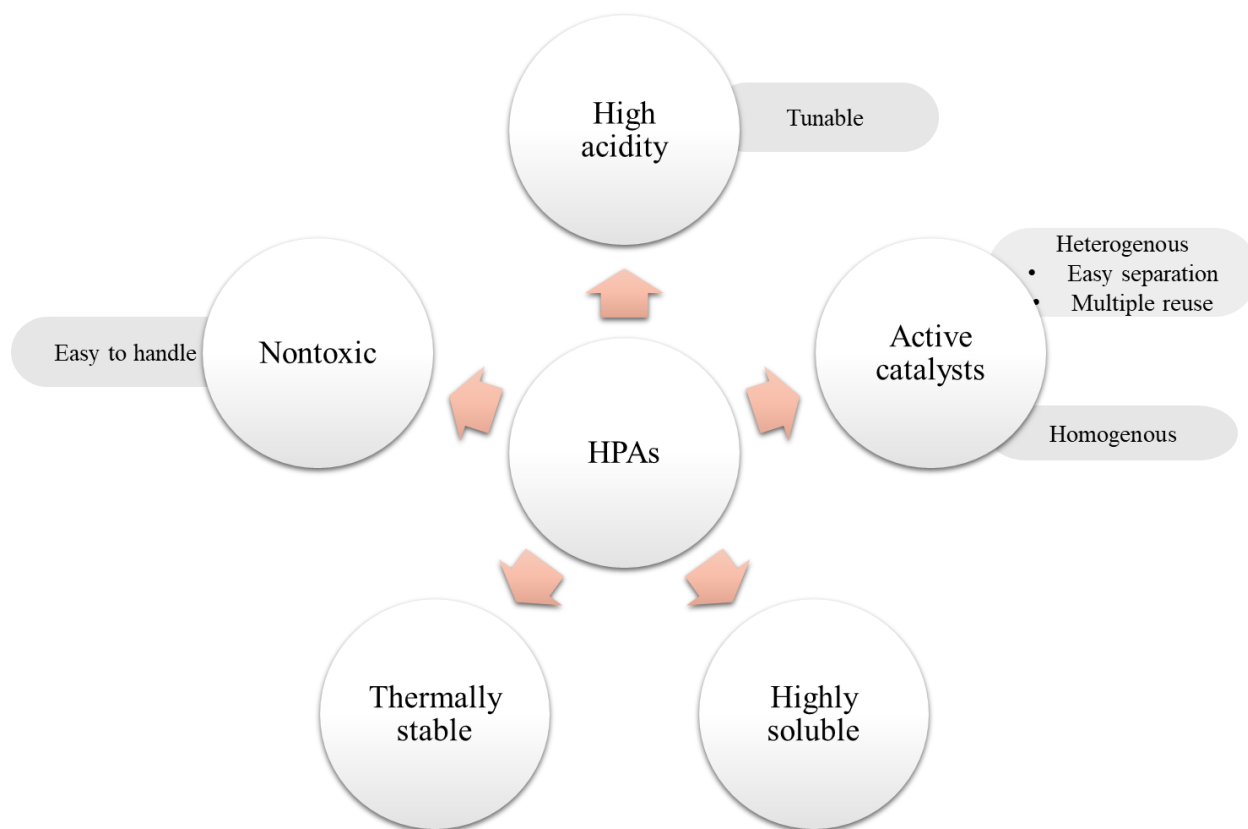 High
acidity
Tunable
Heterogenous
• Easy separation
• Multiple reuse
Active
catalysts
Homogenous
Easy to handle
Nontoxic
HPAs
Thermally
stable
Highly
soluble